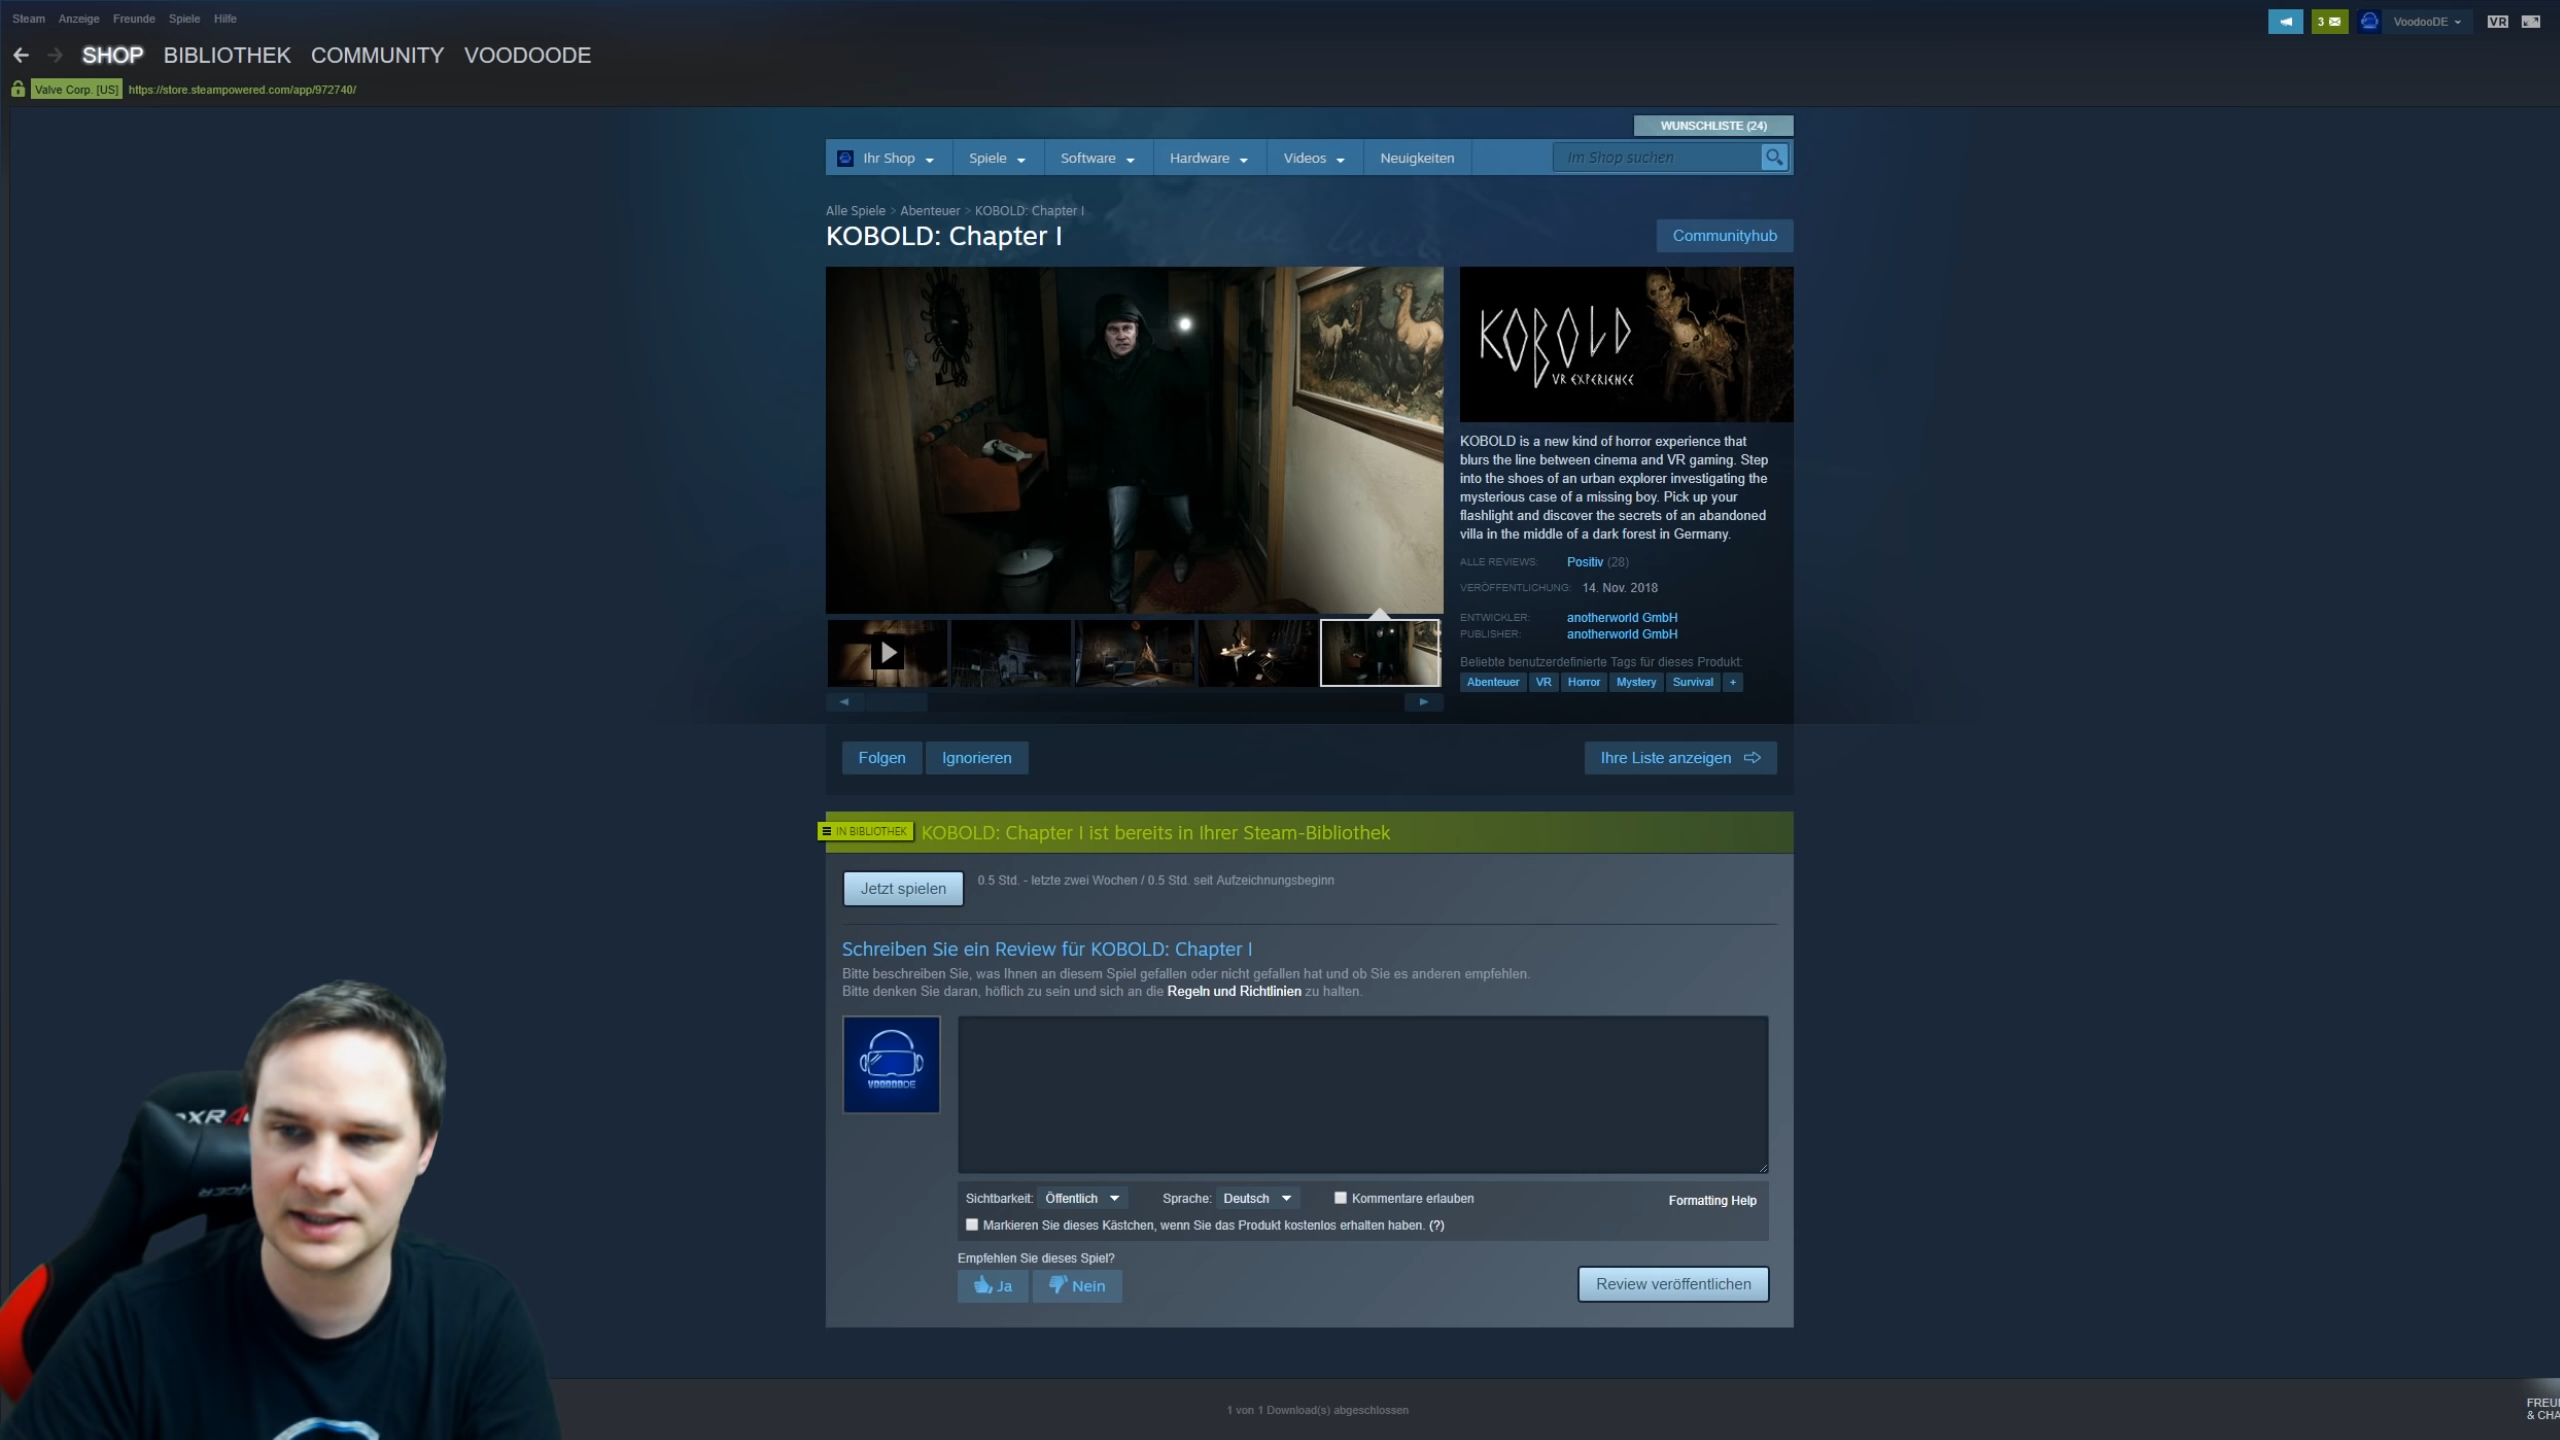 Steam Anzeige Freunde Spiele Hilfe
3 VoodooDE VR
SHOP BIBLIOTHEK COMMUNITY VOODOODE
Valve Corp. [US] https://store.steampowered.com/app/972740/
WUNSCHLISTE (24)
Ihr Shop Spiele Software Hardware Videos Neuigkeiten Im Shop suchen
Alle Spiele > Abenteuer > KOBOLD: Chapter I
KOBOLD: Chapter I
Communityhub
KOBOLD
VR EXPERIENCE
KOBOLD is a new kind of horror experience that
blurs the line between cinema and VR gaming. Step
into the shoes of an urban explorer investigating the
mysterious case of a missing boy. Pick up your
flashlight and discover the secrets of an abandoned
villa in the middle of a dark forest in Germany.
ALLE REVIEWS: Positiv (28)
VERÖFFENTLICHUNG: 14. Nov. 2018
ENTWICKLER: anotherworld GmbH
PUBLISHER: anotherworld GmbH
Beliebte benutzerdefinierte Tags für dieses Produkt:
Abenteuer VR Horror Mystery Survival +
Folgen Ignorieren Ihre Liste anzeigen
IN BIBLIOTHEK KOBOLD: Chapter I ist bereits in Ihrer Steam-Bibliothek
Jetzt spielen 0.5 Std. - letzte zwei Wochen / 0.5 Std. seit Aufzeichnungsbeginn
Schreiben Sie ein Review für KOBOLD: Chapter I
Bitte beschreiben Sie, was Ihnen an diesem Spiel gefallen oder nicht gefallen hat und ob Sie es anderen empfehlen.
Bitte denken Sie daran, höflich zu sein und sich an die Regeln und Richtlinien zu halten.
VOODOODE
Sichtbarkeit: Öffentlich Sprache: Deutsch Kommentare erlauben Formatting Help
Markieren Sie dieses Kästchen, wenn Sie das Produkt kostenlos erhalten haben. (?)
Empfehlen Sie dieses Spiel?
Ja Nein Review veröffentlichen
1 von 1 Download(s) abgeschlossen
FREU
& CHA